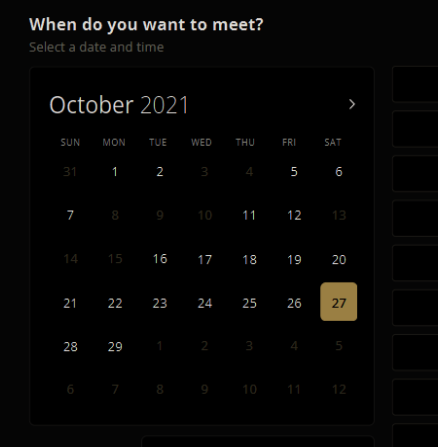 When do you want to meet?
Select a date and time
October 2021 >
SUN MON TUE WED THU FRI SAT
31 1 2 3 4 5 6
7 8 9 10 11 12 13
14 15 16 17 18 19 20
21 22 23 24 25 26 27
28 29 1 2 3 4 5
6 7 8 9 10 11 12